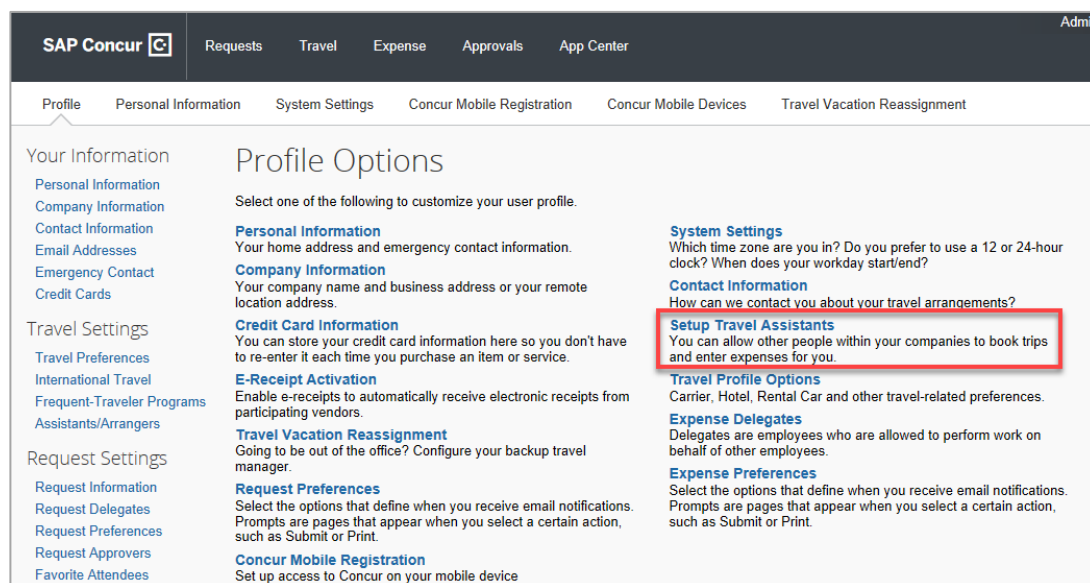 Admi
SAP Concur C Requests Travel Expense Approvals App Center
Profile Personal Information System Settings Concur Mobile Registration Concur Mobile Devices Travel Vacation Reassignment
Your Information
Personal Information
Company Information
Contact Information
Email Addresses
Emergency Contact
Credit Cards
Travel Settings
Travel Preferences
International Travel
Frequent-Traveler Programs
Assistants/Arrangers
Request Settings
Request Information
Request Delegates
Request Preferences
Request Approvers
Favorite Attendees
Profile Options
Select one of the following to customize your user profile.
Personal Information
Your home address and emergency contact information.
Company Information
Your company name and business address or your remote
location address.
Credit Card Information
You can store your credit card information here so you don't have
to re-enter it each time you purchase an item or service.
E-Receipt Activation
Enable e-receipts to automatically receive electronic receipts from
participating vendors.
Travel Vacation Reassignment
Going to be out of the office? Configure your backup travel
manager.
Request Preferences
Select the options that define when you receive email notifications.
Prompts are pages that appear when you select a certain action,
such as Submit or Print.
Concur Mobile Registration
Set up access to Concur on your mobile device
System Settings
Which time zone are you in? Do you prefer to use a 12 or 24-hour
clock? When does your workday start/end?
Contact Information
How can we contact you about your travel arrangements?
Setup Travel Assistants
You can allow other people within your companies to book trips
and enter expenses for you.
Travel Profile Options
Carrier, Hotel, Rental Car and other travel-related preferences.
Expense Delegates
Delegates are employees who are allowed to perform work on
behalf of other employees.
Expense Preferences
Select the options that define when you receive email notifications.
Prompts are pages that appear when you select a certain action,
such as Submit or Print.